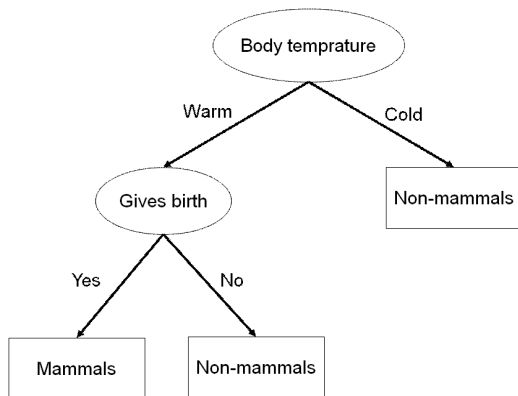 Body temprature
Warm
Cold
Gives birth
Non-mammals
Yes
No
Mammals
Non-mammals